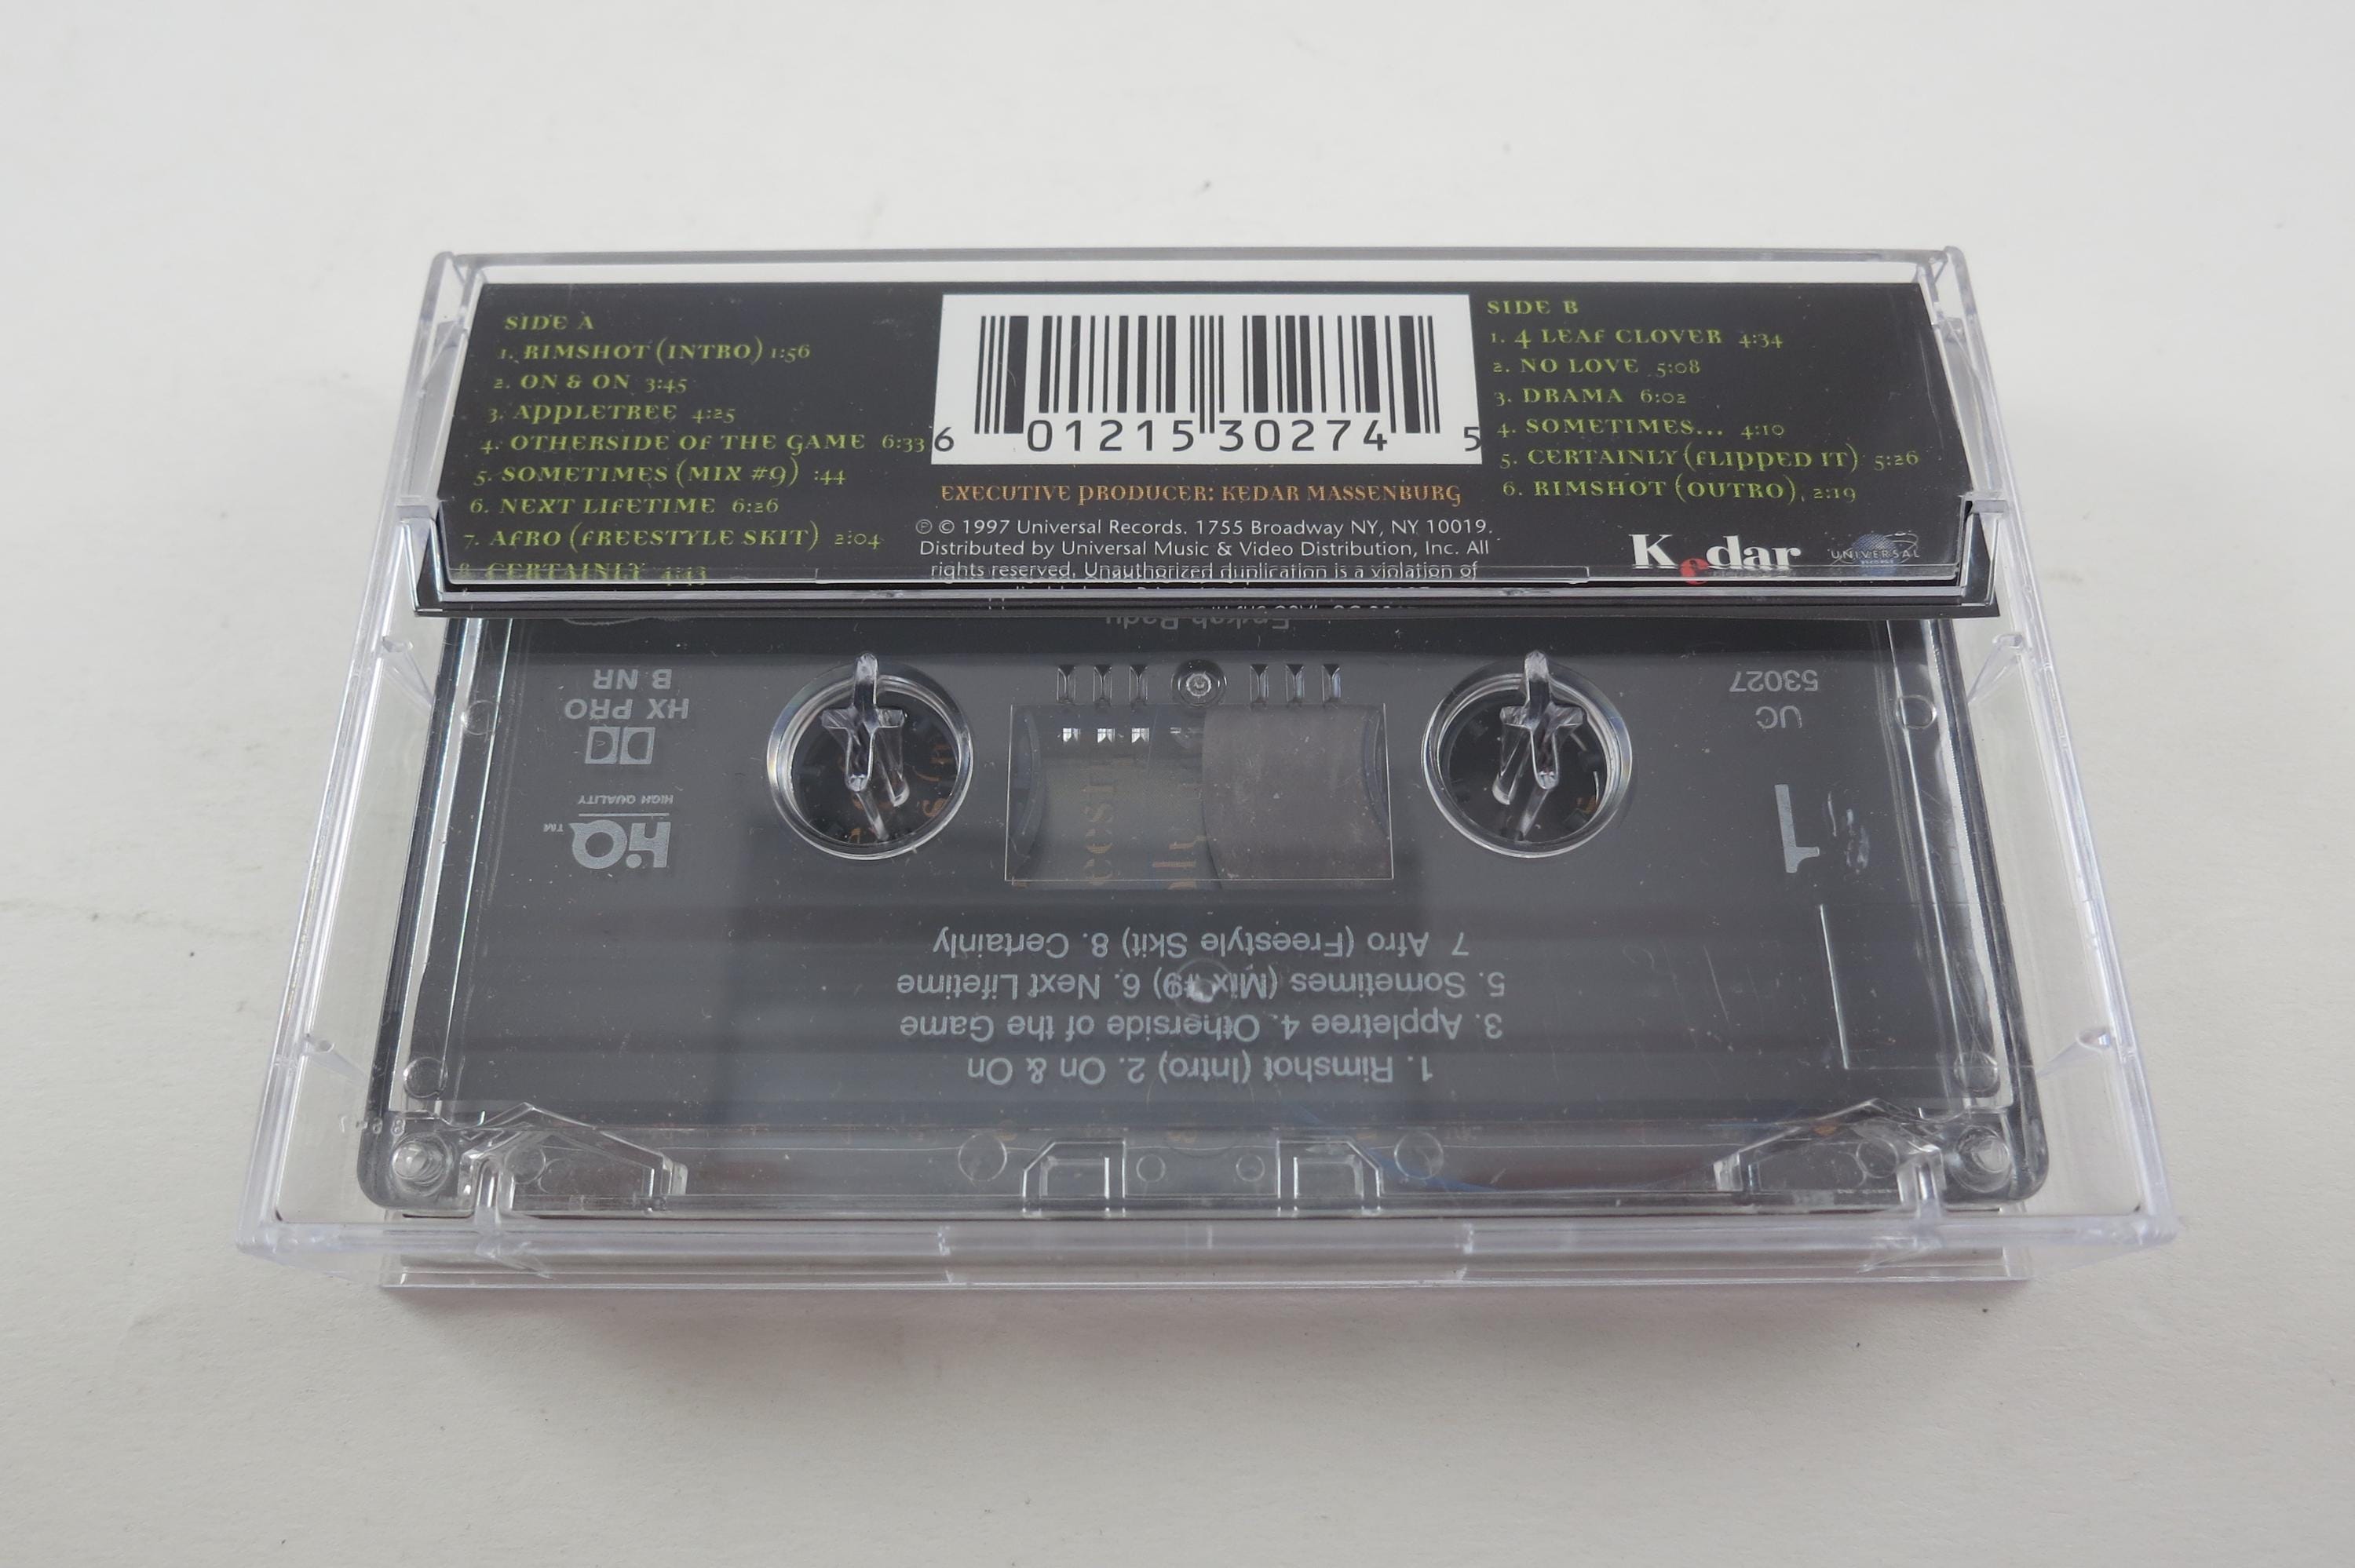 SIDE A
1. RIMSHOT (INTRO) 1:56
2. ON & ON 3:45
3. APPLETREE 4:25
4. OTHERSIDE OF THE GAME 6:33
5. SOMETIMES (MIX #9) :44
6. NEXT LIFETIME 6:26
7. AFRO (FREESTYLE SKIT) 2:04
8. CERTAINLY 4:43
6 01215 30274 5
EXECUTIVE PRODUCER: KEDAR MASSENBURG
℗ © 1997 Universal Records. 1755 Broadway NY, NY 10019.
Distributed by Universal Music & Video Distribution, Inc. All
rights reserved. Unauthorized duplication is a violation of
SIDE B
1. 4 LEAF CLOVER 4:34
2. NO LOVE 5:08
3. DRAMA 6:02
4. SOMETIMES... 4:10
5. CERTAINLY (FLIPPED IT) 5:26
6. RIMSHOT (OUTRO) 2:19
Kedar
UNIVERSAL
1. Rimshot (Intro) 2. On & On
3. Appletree 4. Otherside of the Game
5. Sometimes (Mix #9) 6. Next Lifetime
7 Afro (Freestyle Skit) 8. Certainly
1
UC
53027
HQ™
HIGH QUALITY
HX PRO
B NR
Erykah Badu